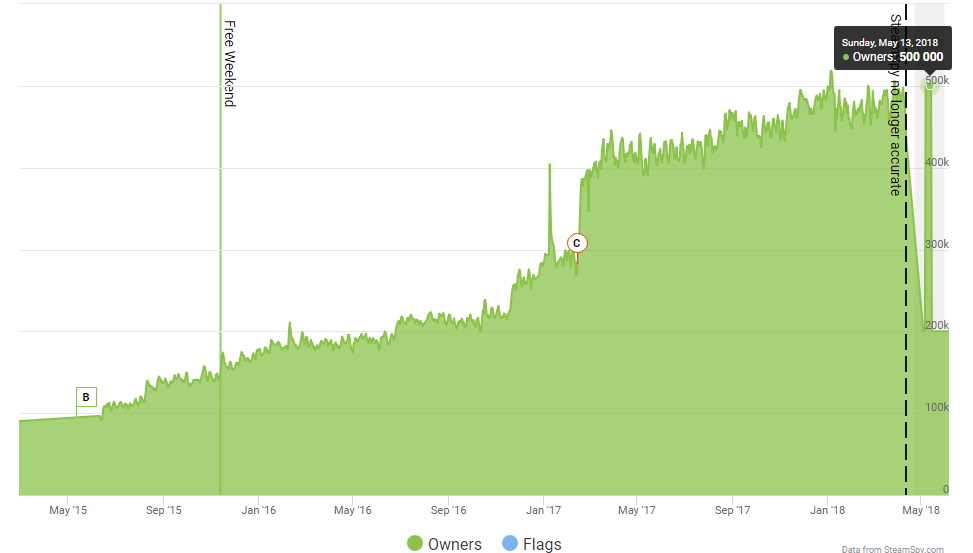 Free Weekend
Steamspy no longer accurate
Sunday, May 13, 2018
Owners: 500 000
500k
400k
300k
200k
100k
0
B
C
May '15
Sep '15
Jan '16
May '16
Sep '16
Jan '17
May '17
Sep '17
Jan '18
May '18
Owners
Flags
Data from SteamSpy.com